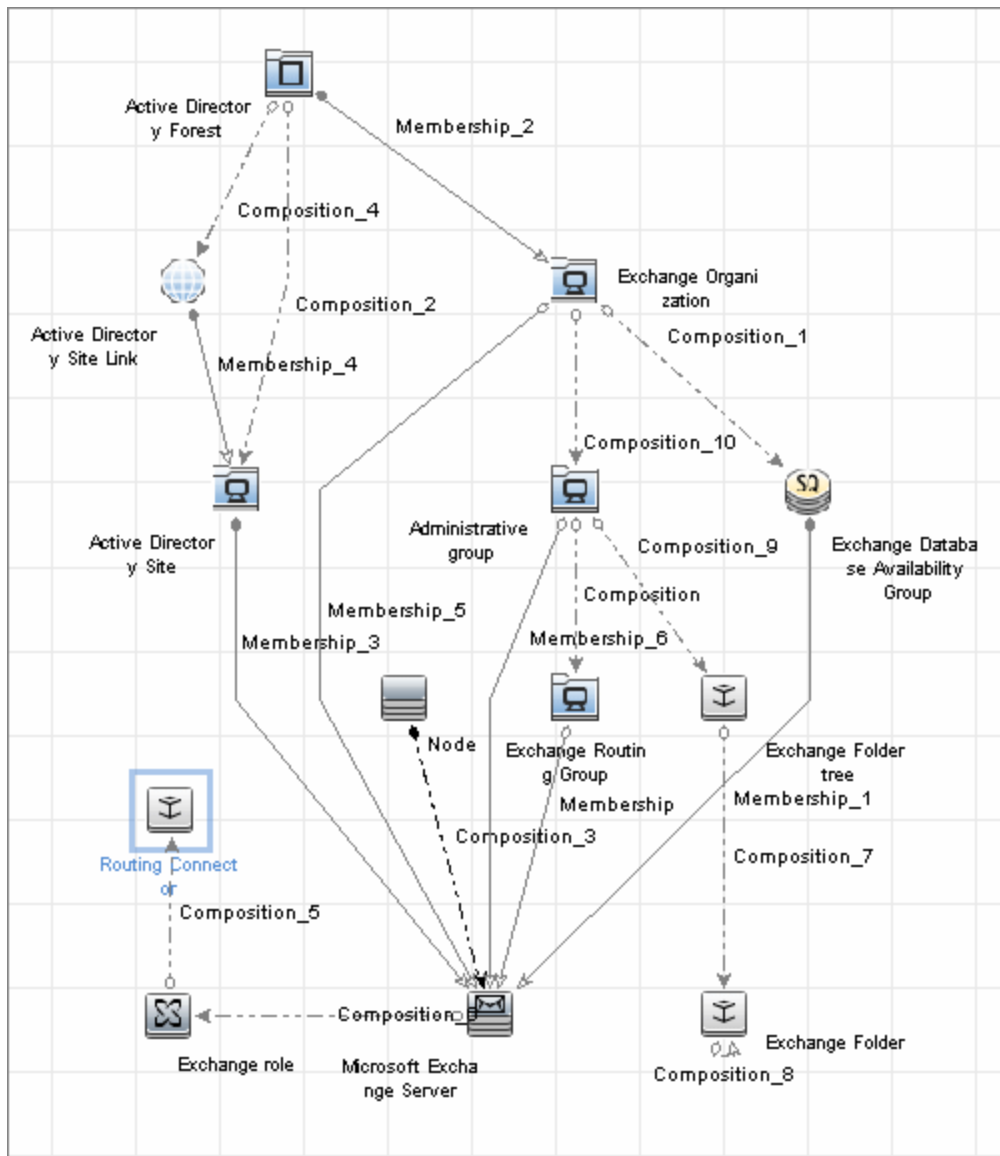 Active Director
y Forest
Membership_2
Composition_4
Exchange Organi
zation
Composition_2
Active Director
y Site Link
Composition_1
Membership_4
Composition_10
Administrative
group
Active Director
y Site
Composition_9
Exchange Databa
se Availability
Group
Composition
Membership_5
Membership_3
Membership_6
Node
Exchange Routin
g Group
Exchange Folder
tree
Membership
Membership_1
Composition_3
Composition_7
Routing Connect
or
Composition_5
Composition_
Exchange role
Microsoft Excha
nge Server
Exchange Folder
Composition_8